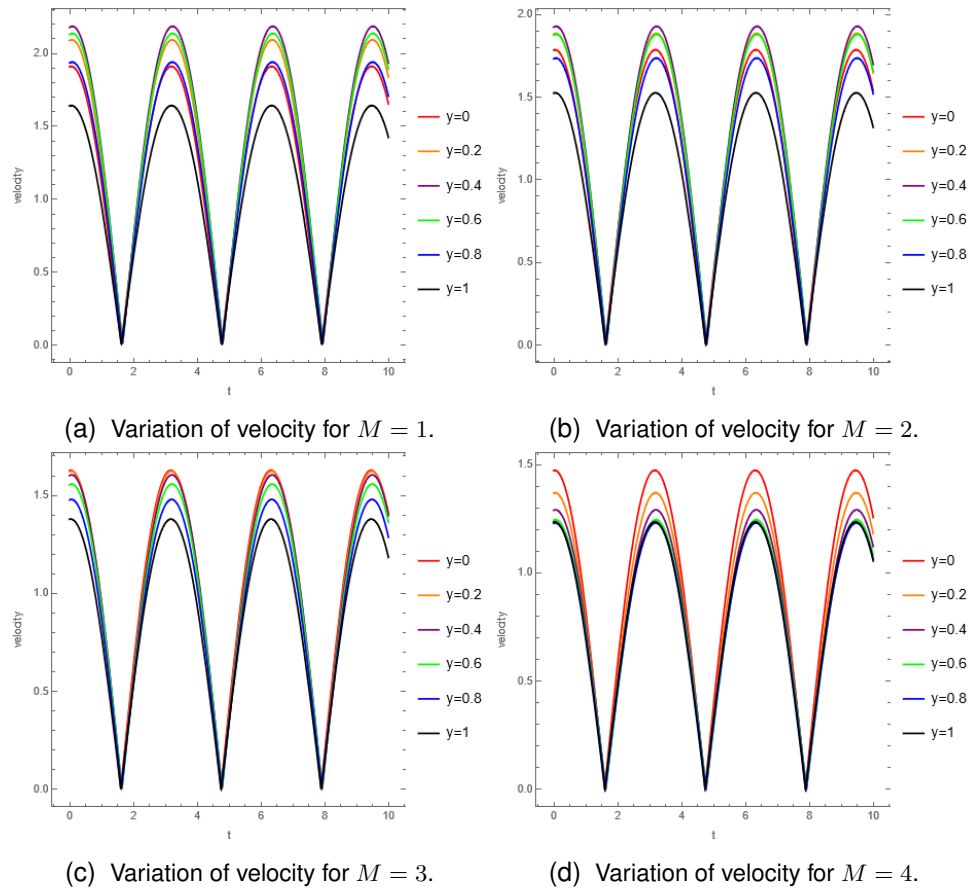 2.0
1.5
1.0
0.5
0.0
velocity
0 2 4 6 8 10
t
y=0
y=0.2
y=0.4
y=0.6
y=0.8
y=1
(a) Variation of velocity for M = 1.
2.0
1.5
1.0
0.5
0.0
velocity
0 2 4 6 8 10
t
y=0
y=0.2
y=0.4
y=0.6
y=0.8
y=1
(b) Variation of velocity for M = 2.
1.5
1.0
0.5
0.0
velocity
0 2 4 6 8 10
t
y=0
y=0.2
y=0.4
y=0.6
y=0.8
y=1
(c) Variation of velocity for M = 3.
1.5
1.0
0.5
0.0
velocity
0 2 4 6 8 10
t
y=0
y=0.2
y=0.4
y=0.6
y=0.8
y=1
(d) Variation of velocity for M = 4.